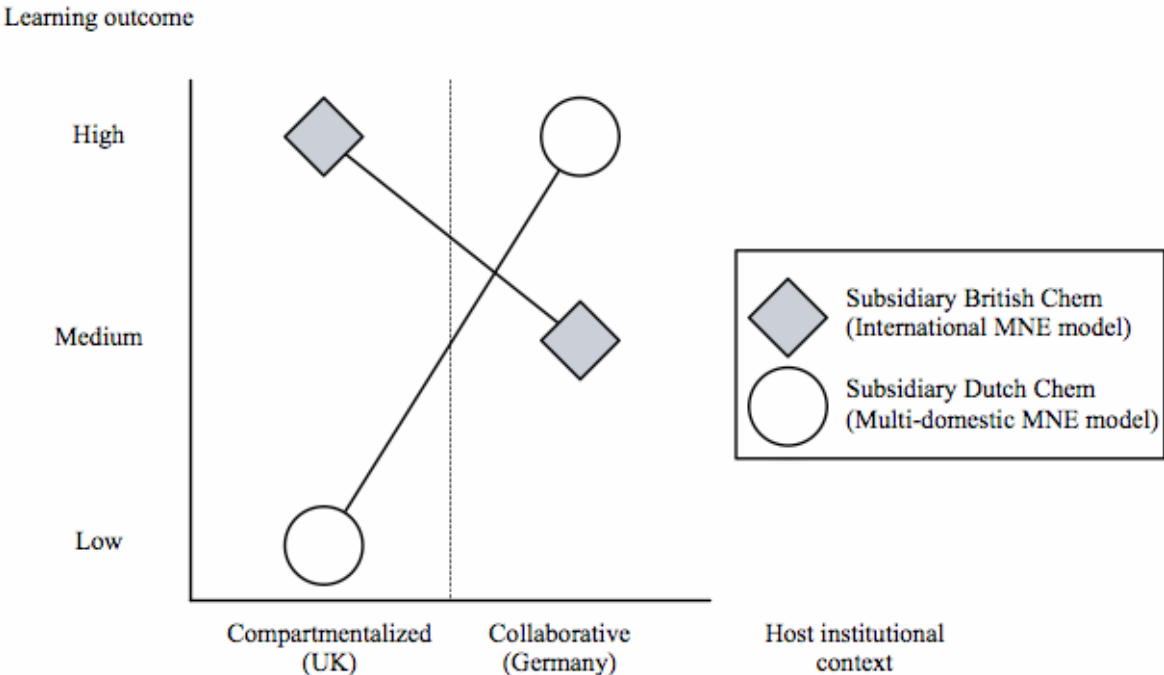 Learning outcome
High
Medium
Low
Subsidiary British Chem
(International MNE model)
Subsidiary Dutch Chem
(Multi-domestic MNE model)
Compartmentalized
(UK)
Collaborative
(Germany)
Host institutional
context